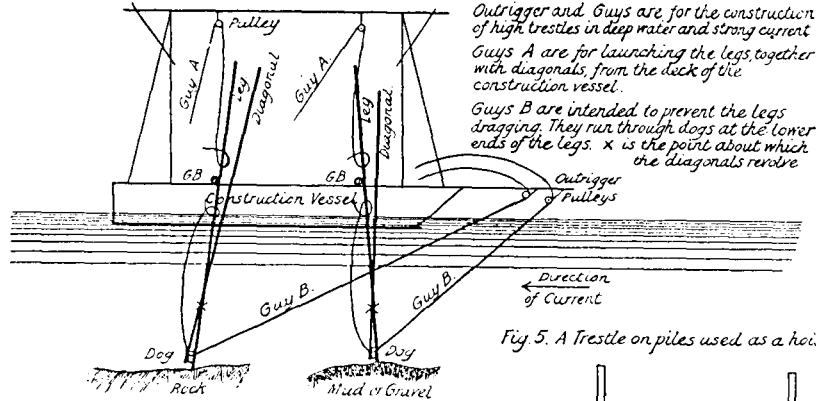 Outrigger and Guys are for the construction
of high trestles in deep water and strong current
Guys A are for launching the legs, together
with diagonals, from the deck of the
construction vessel.
Guys B are intended to prevent the legs
dragging. They run through dogs at the lower
ends of the legs. x is the point about which
the diagonals revolve
Pulley
Guy A.
Guy A.
Leg
Diagonal
Leg
Diagonal
GB
GB
Outrigger
Pulleys
Construction Vessel
Direction
of Current
Guy B.
Guy B.
Dog
Dog
Rock
Mud or Gravel
Fig. 5. A Trestle on piles used as a